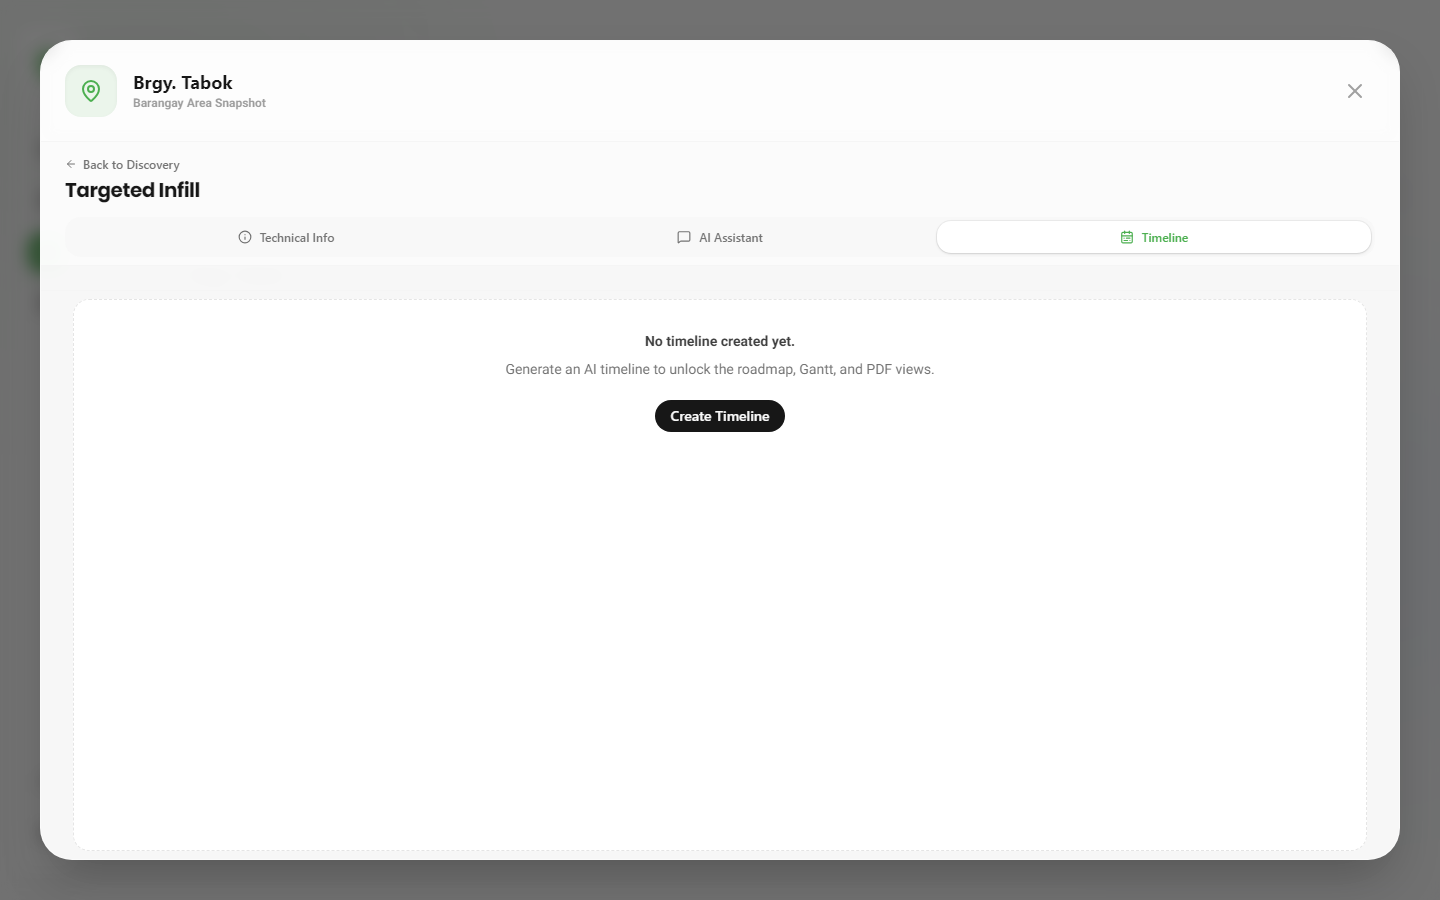 Brgy. Tabok
Barangay Area Snapshot
Back to Discovery
Targeted Infill
Technical Info
AI Assistant
Timeline
No timeline created yet.
Generate an AI timeline to unlock the roadmap, Gantt, and PDF views.
Create Timeline